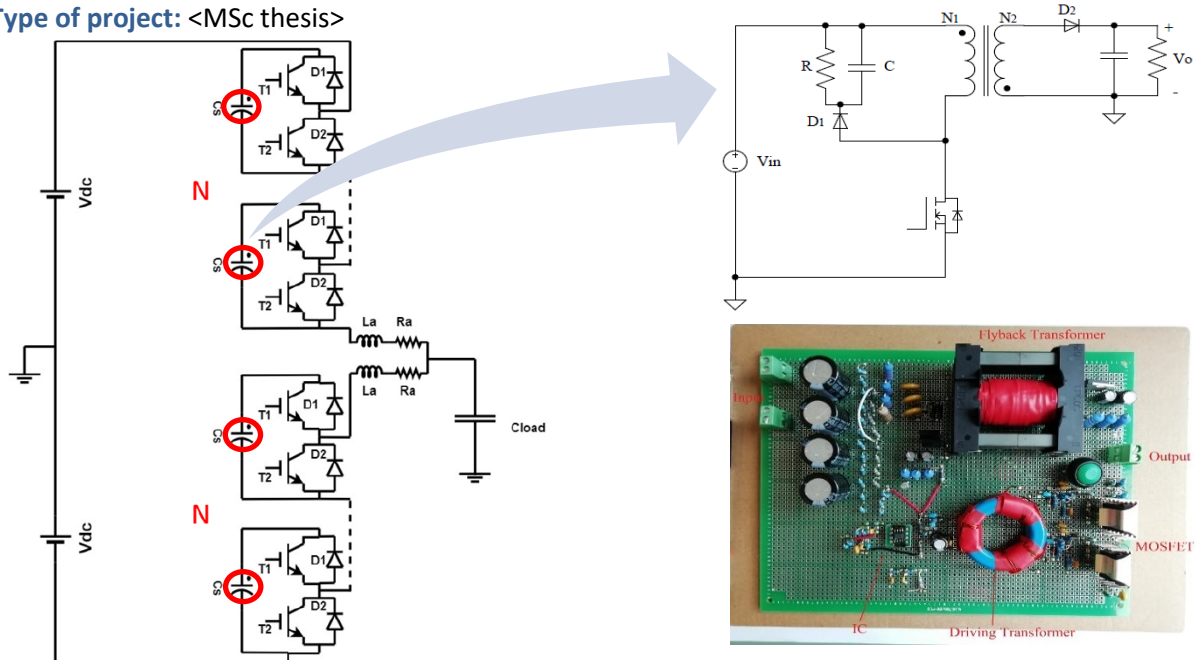 Type of project: <MSc thesis>
D1
T1
Cs
D2
T2
Vdc
N
D1
T1
Cs
D2
T2
La Ra
La Ra
Cload
D1
T1
Cs
D2
T2
N
Vdc
D1
T1
Cs
D2
T2
N1 N2 D2
R C
+
Vo
-
D1
+
-
Vin
Flyback Transformer
Input
Output
MOSFET
IC
Driving Transformer